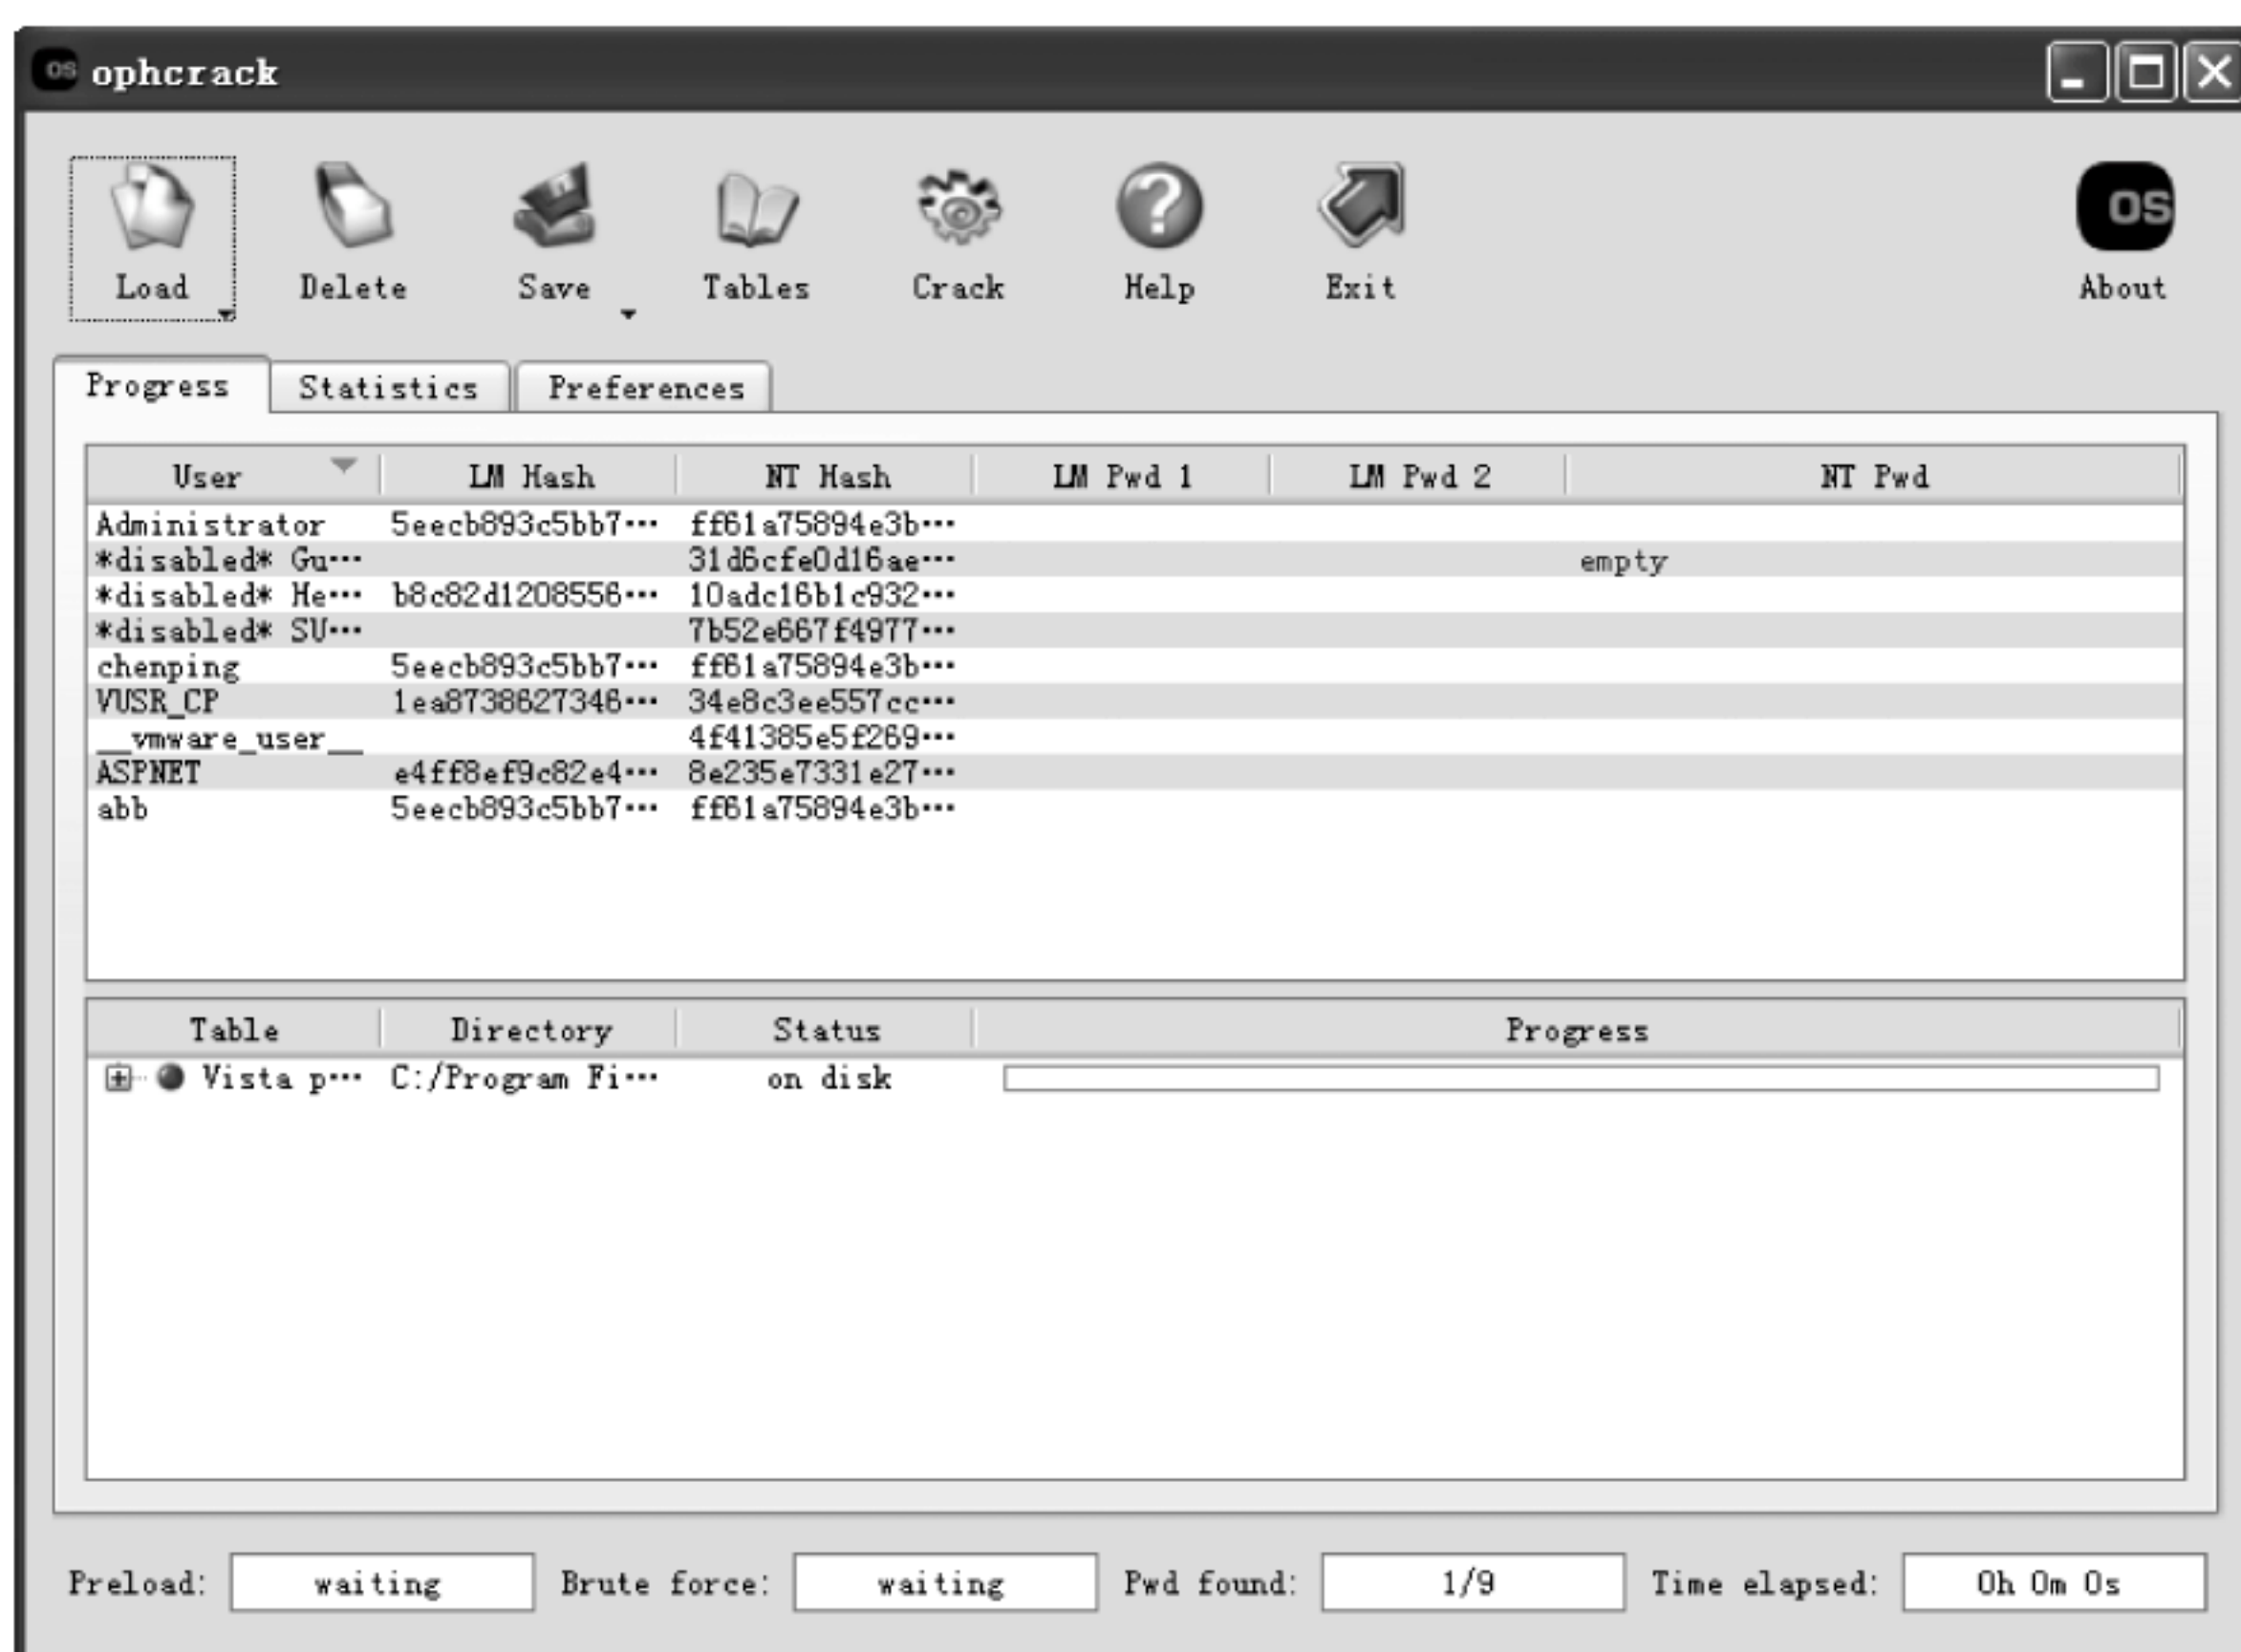 OS ophcrack
Load Delete Save Tables Crack Help Exit OS About
Progress Statistics Preferences
User LM Hash NT Hash LM Pwd 1 LM Pwd 2 NT Pwd
Administrator 5eecb893c5bb7··· ff61a75894e3b···
*disabled* Gu··· 31d6cfe0d16ae··· empty
*disabled* He··· b8c82d1208556··· 10adc16b1c932···
*disabled* SU··· 7b52e667f4977···
chenping 5eecb893c5bb7··· ff61a75894e3b···
VUSR_CP 1ea8738627346··· 34e8c3ee557cc···
__vmware_user__ 4f41385e5f269···
ASPNET e4ff8ef9c82e4··· 8e235e7331e27···
abb 5eecb893c5bb7··· ff61a75894e3b···
Table Directory Status Progress
Vista p··· C:/Program Fi··· on disk
Preload: waiting Brute force: waiting Pwd found: 1/9 Time elapsed: 0h 0m 0s